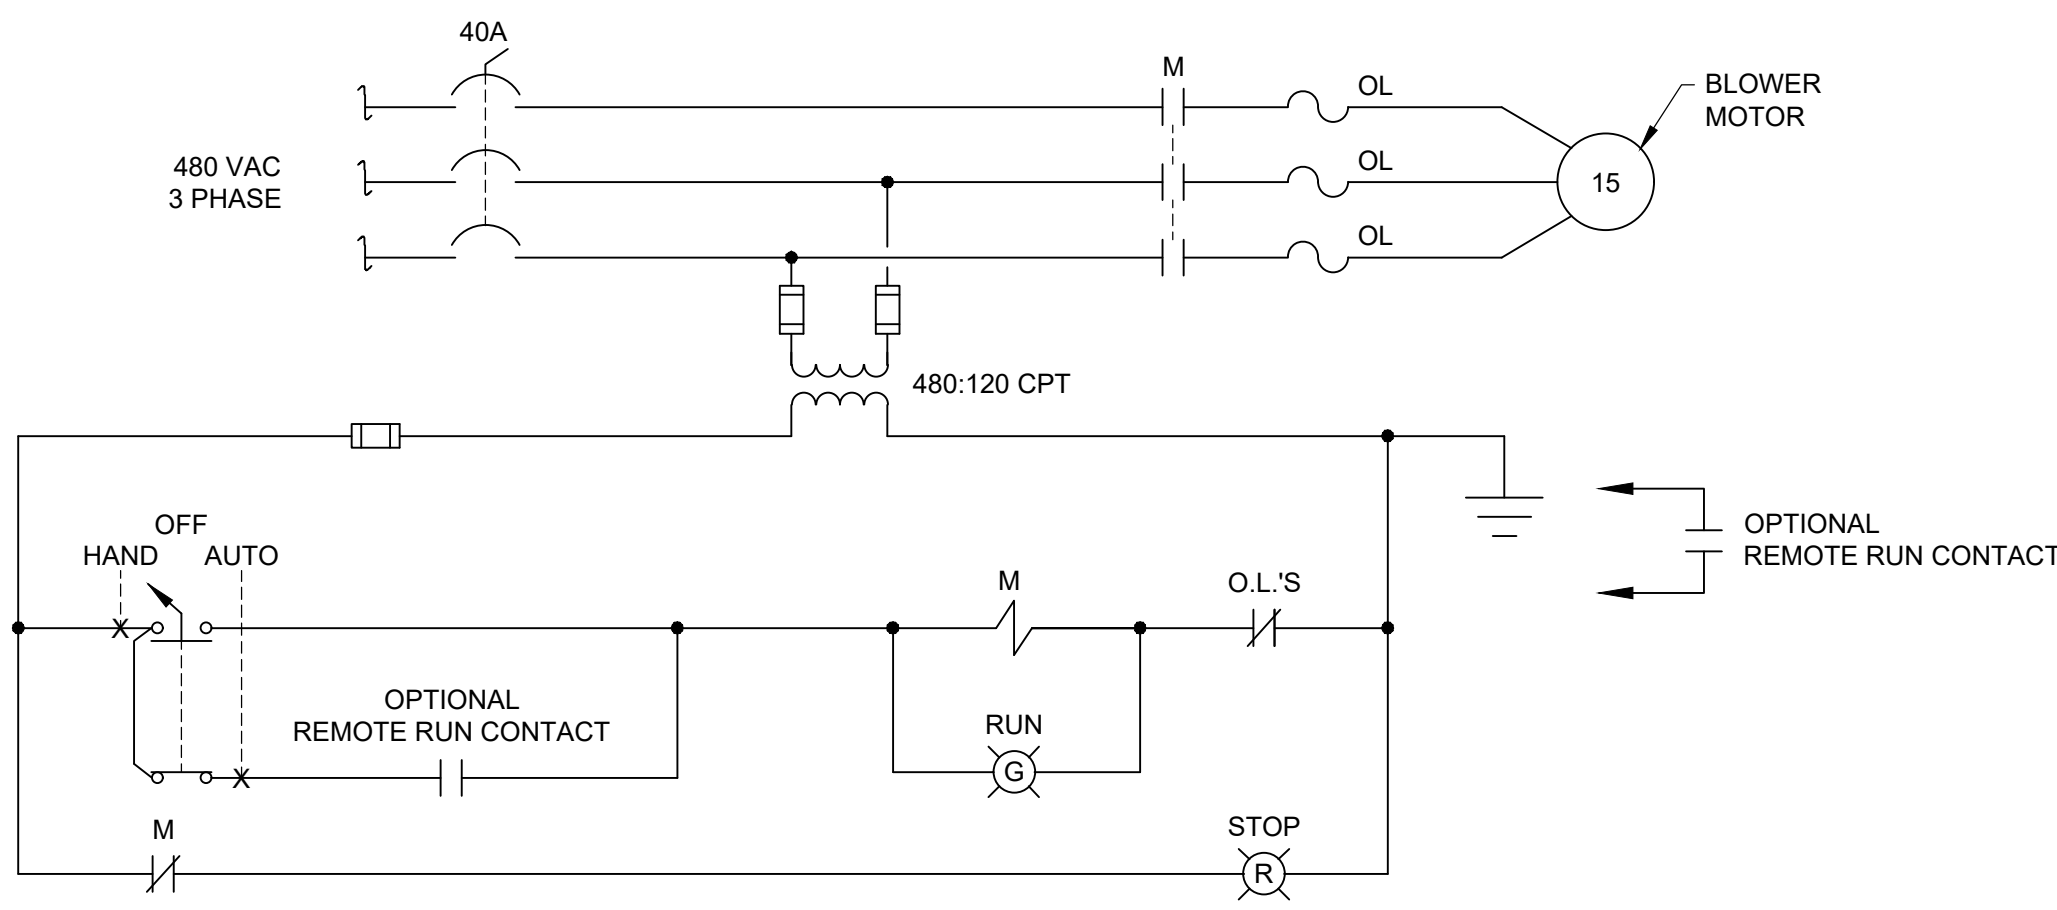 40A
M
OL
BLOWER
MOTOR
480 VAC
3 PHASE
OL
15
OL
480:120 CPT
OFF
HAND
AUTO
X
M
O.L.'S
OPTIONAL
REMOTE RUN CONTACT
OPTIONAL
REMOTE RUN CONTACT
X
RUN
G
M
STOP
R